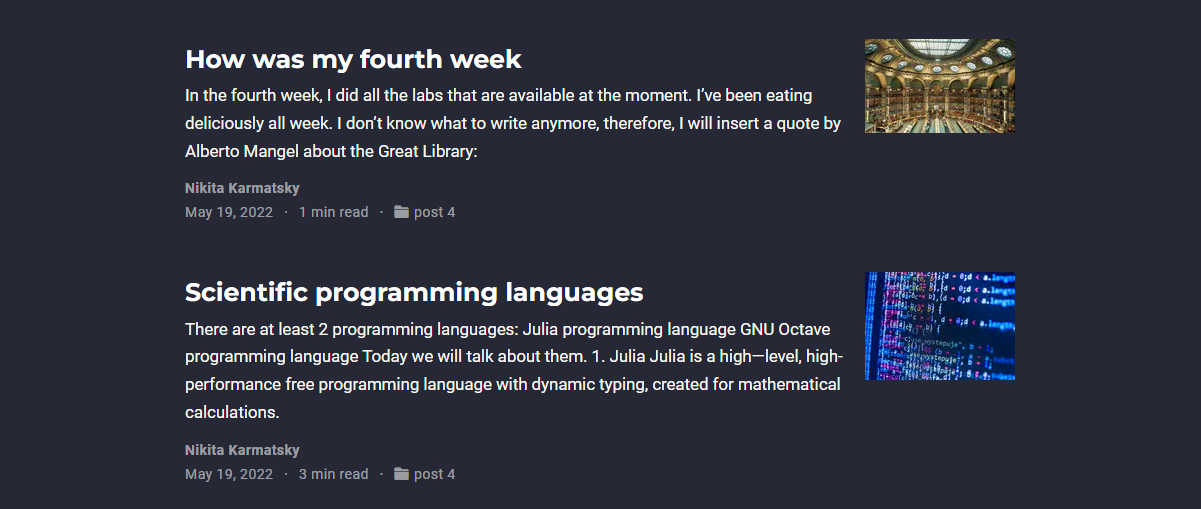 How was my fourth week
In the fourth week, I did all the labs that are available at the moment. I’ve been eating
deliciously all week. I don’t know what to write anymore, therefore, I will insert a quote by
Alberto Mangel about the Great Library:
Nikita Karmatsky
May 19, 2022 · 1 min read · post 4
Scientific programming languages
There are at least 2 programming languages: Julia programming language GNU Octave
programming language Today we will talk about them. 1. Julia Julia is a high—level, high-
performance free programming language with dynamic typing, created for mathematical
calculations.
Nikita Karmatsky
May 19, 2022 · 3 min read · post 4